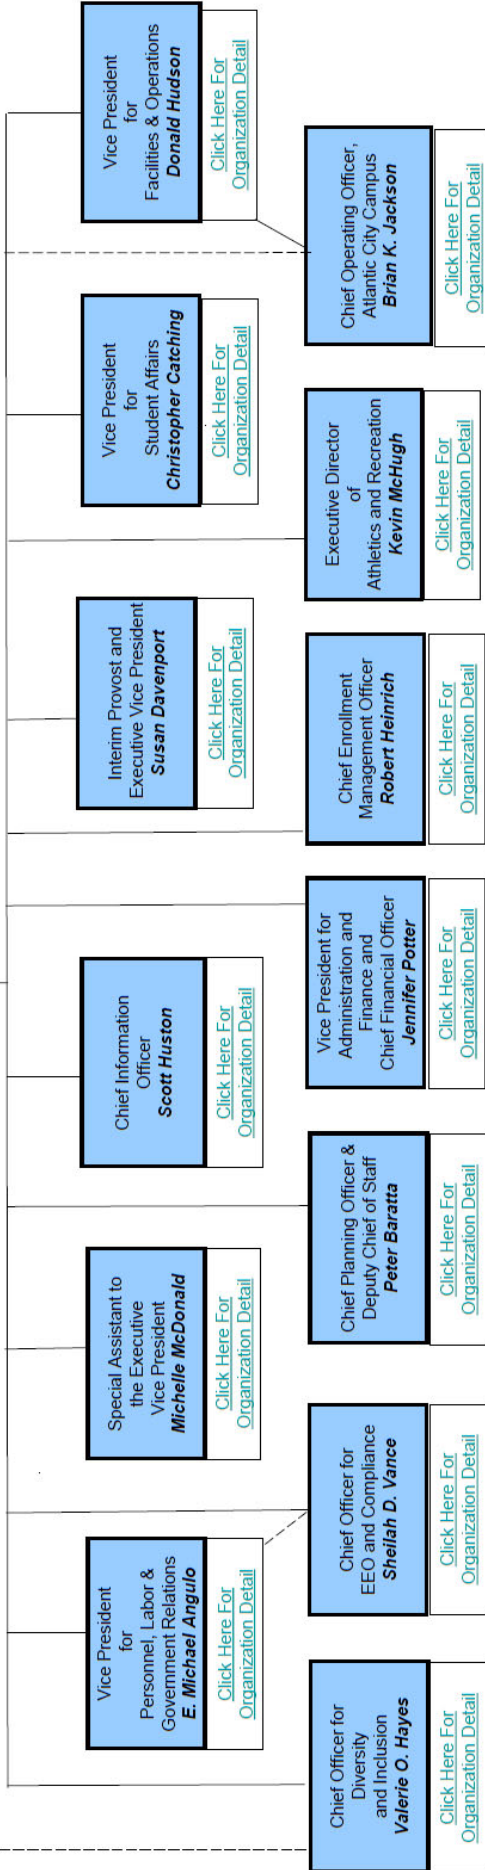 Vice President
for
Personnel, Labor &
Government Relations
E. Michael Angulo
Click Here For
Organization Detail
Special Assistant to
the Executive
Vice President
Michelle McDonald
Click Here For
Organization Detail
Chief Information
Officer
Scott Huston
Click Here For
Organization Detail
Interim Provost and
Executive Vice President
Susan Davenport
Click Here For
Organization Detail
Vice President
for
Student Affairs
Christopher Catching
Click Here For
Organization Detail
Vice President
for
Facilities & Operations
Donald Hudson
Click Here For
Organization Detail
Chief Officer for
Diversity
and Inclusion
Valerie O. Hayes
Click Here For
Organization Detail
Chief Officer for
EEO and Compliance
Sheilah D. Vance
Click Here For
Organization Detail
Chief Planning Officer &
Deputy Chief of Staff
Peter Baratta
Click Here For
Organization Detail
Vice President for
Administration and
Finance and
Chief Financial Officer
Jennifer Potter
Click Here For
Organization Detail
Chief Enrollment
Management Officer
Robert Heinrich
Click Here For
Organization Detail
Executive Director
of
Athletics and Recreation
Kevin McHugh
Click Here For
Organization Detail
Chief Operating Officer,
Atlantic City Campus
Brian K. Jackson
Click Here For
Organization Detail